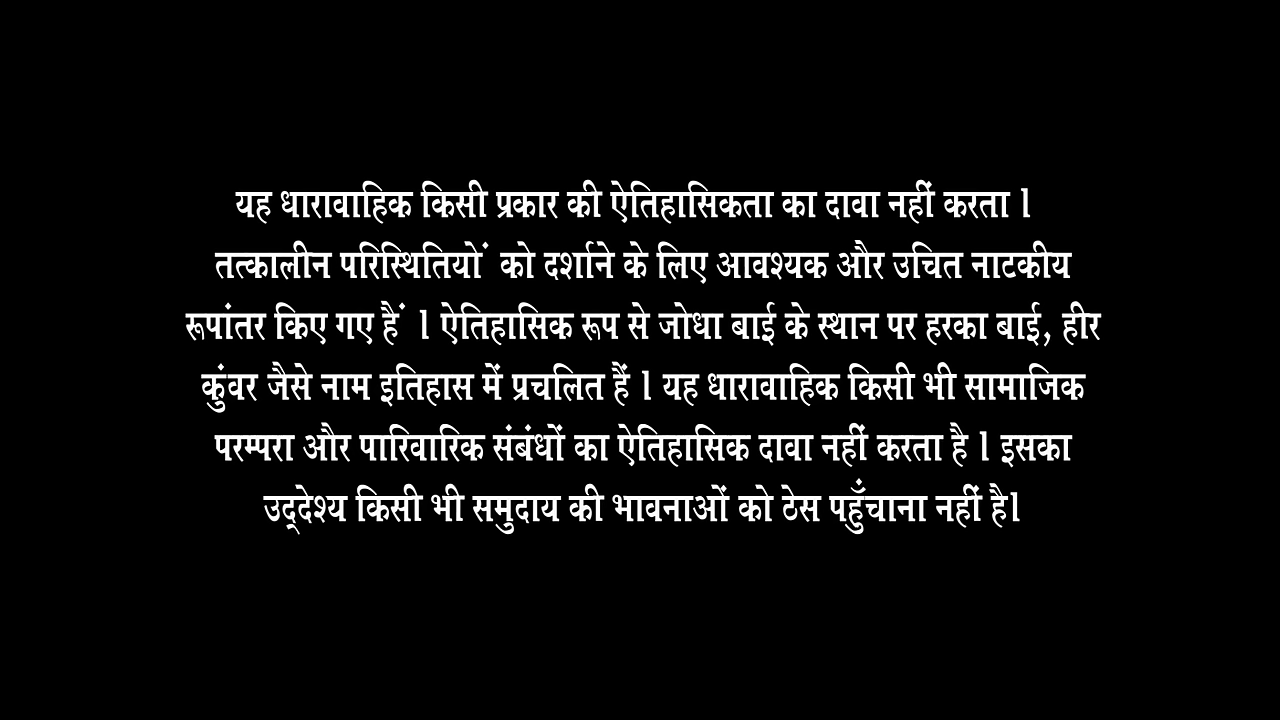 यह धारावाहिक किसी प्रकार की ऐतिहासिकता का दावा नहीं करता l
तत्कालीन परिस्थितियों को दर्शाने के लिए आवश्यक और उचित नाटकीय
रूपांतर किए गए हैं l ऐतिहासिक रूप से जोधा बाई के स्थान पर हरका बाई, हीर
कुंवर जैसे नाम इतिहास में प्रचलित हैं l यह धारावाहिक किसी भी सामाजिक
परम्परा और पारिवारिक संबंधों का ऐतिहासिक दावा नहीं करता है l इसका
उद्देश्य किसी भी समुदाय की भावनाओं को ठेस पहुँचाना नहीं है।